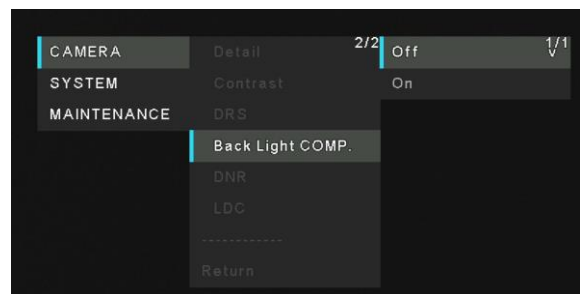 CAMERA
SYSTEM
MAINTENANCE
2/2
Detail
Contrast
DRS
Back Light COMP.
DNR
LDC
------------
Return
1/1
Off
On